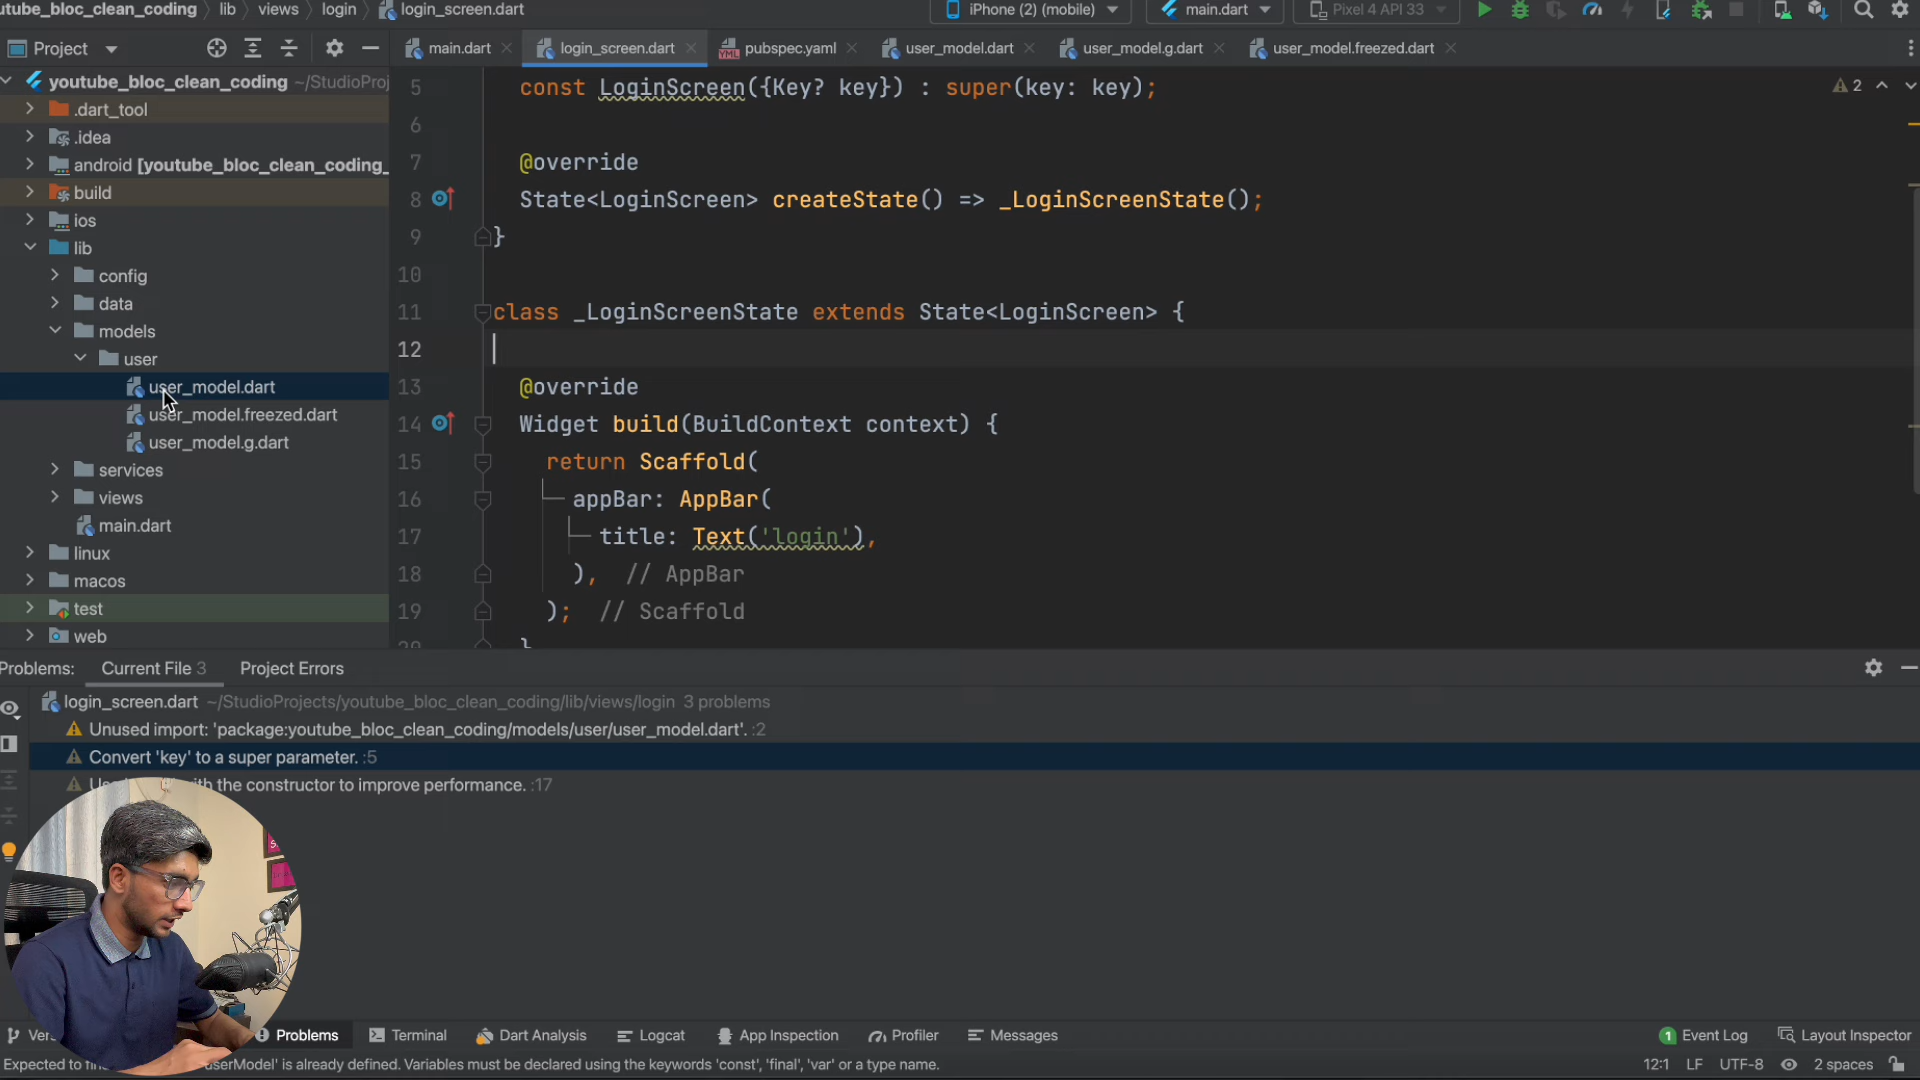 utube_bloc_clean_coding lib views login login_screen.dart
iPhone (2) (mobile) main.dart Pixel 4 API 33
Project
main.dart login_screen.dart pubspec.yaml user_model.dart user_model.g.dart user_model.freezed.dart
youtube_bloc_clean_coding ~/StudioProj
.dart_tool
.idea
android [youtube_bloc_clean_coding_
build
ios
lib
config
data
models
user
user_model.dart
user_model.freezed.dart
user_model.g.dart
services
views
main.dart
linux
macos
test
web
5 const LoginScreen({Key? key}) : super(key: key);
2
6
7 @override
8 State<LoginScreen> createState() => _LoginScreenState();
9 }
10
11 class _LoginScreenState extends State<LoginScreen> {
12
13 @override
14 Widget build(BuildContext context) {
15 return Scaffold(
16 appBar: AppBar(
17 title: Text('login'),
18 ), // AppBar
19 ); // Scaffold
20 }
Problems: Current File 3 Project Errors
login_screen.dart ~/StudioProjects/youtube_bloc_clean_coding/lib/views/login 3 problems
Unused import: 'package:youtube_bloc_clean_coding/models/user/user_model.dart'. :2
Convert 'key' to a super parameter. :5
the constructor to improve performance. :17
Problems Terminal Dart Analysis Logcat App Inspection Profiler Messages 1 Event Log Layout Inspector
Expected to serModel' is already defined. Variables must be declared using the keywords 'const', 'final', 'var' or a type name.
12:1 LF UTF-8 2 spaces